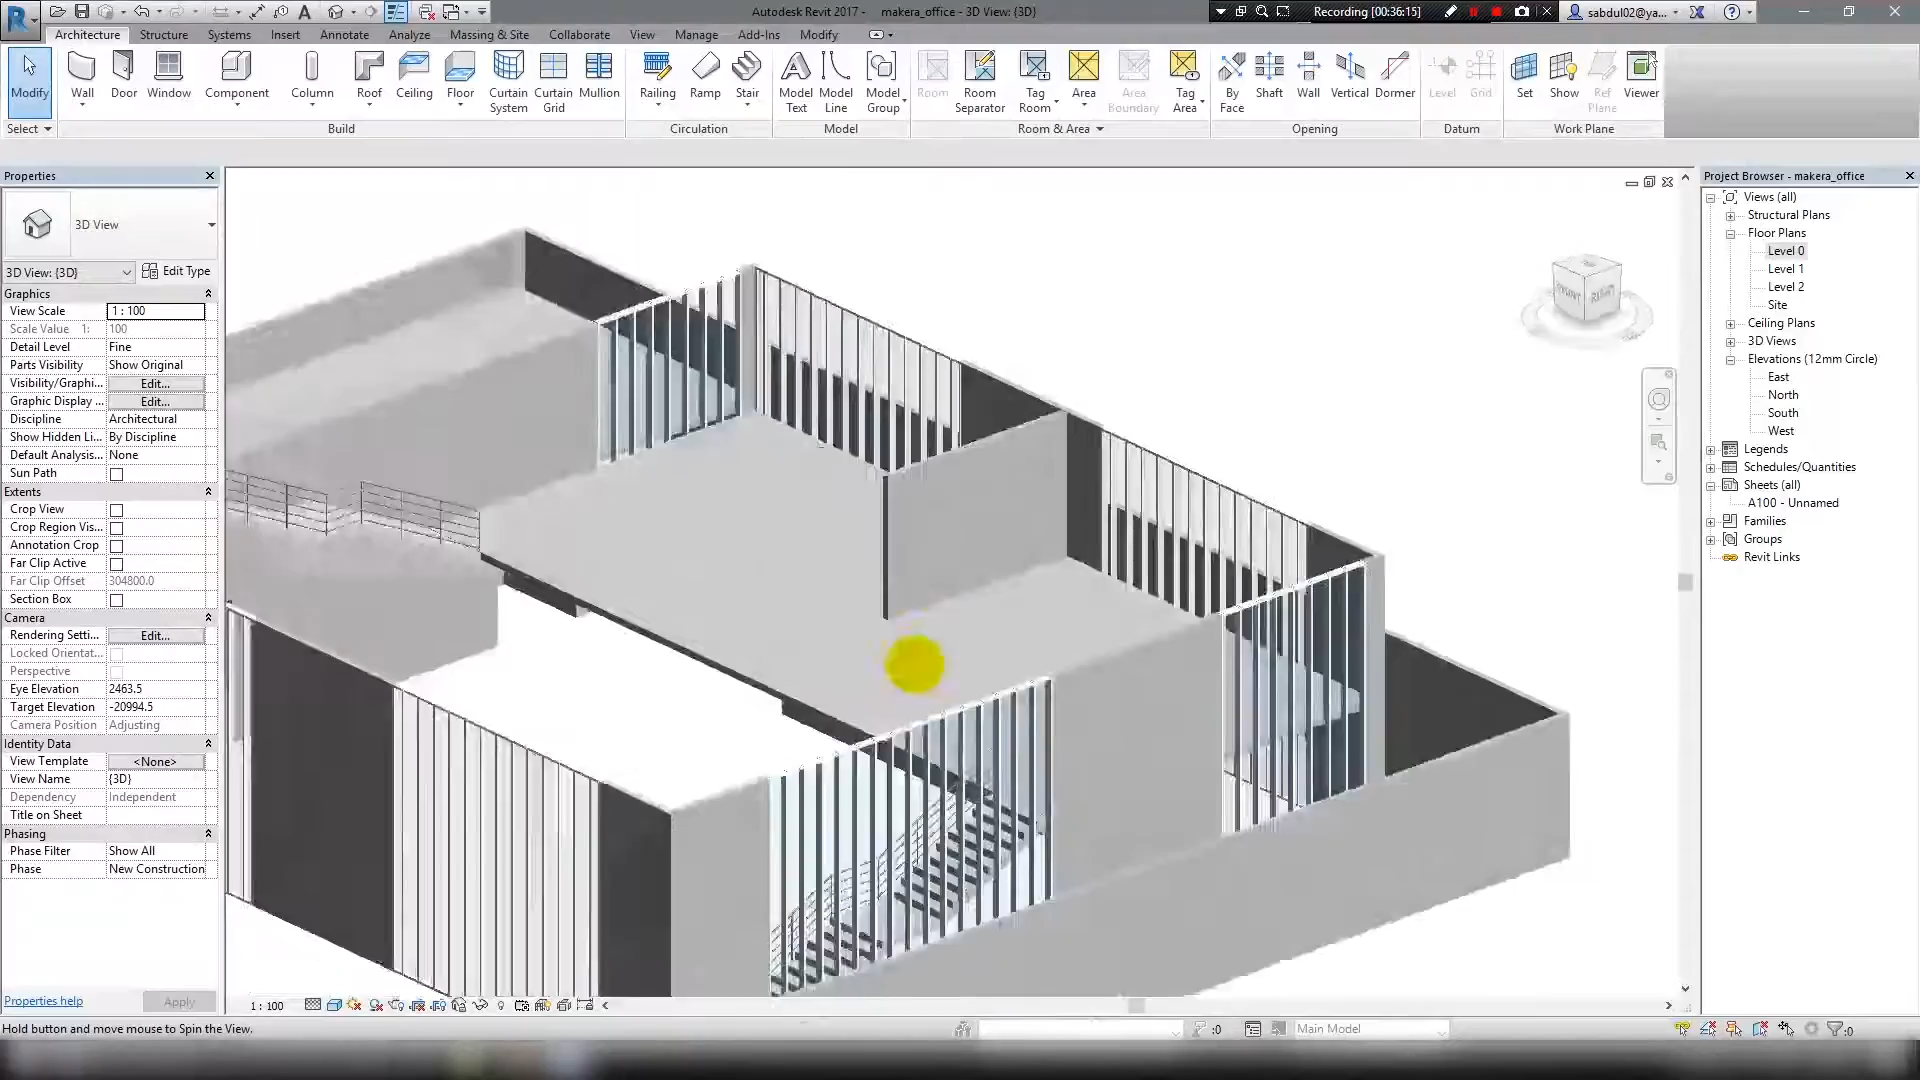 Autodesk Revit 2017 - makera_office - 3D View: {3D}
Recording [00:36:15]
sabdul02@ya...
Architecture Structure Systems Insert Annotate Analyze Massing & Site Collaborate View Manage Add-Ins Modify
Modify Wall Door Window Component Column Roof Ceiling Floor Curtain System Curtain Grid Mullion Railing Ramp Stair Model Text Model Line Model Group Room Room Separator Tag Room Area Area Boundary Tag Area By Face Shaft Wall Vertical Dormer Level Grid Set Show Ref Plane Viewer
Select Build Circulation Model Room & Area Opening Datum Work Plane
Properties
3D View
3D View: {3D} Edit Type
Graphics
View Scale 1 : 100
Scale Value 1: 100
Detail Level Fine
Parts Visibility Show Original
Visibility/Graphi... Edit...
Graphic Display ... Edit...
Discipline Architectural
Show Hidden Li... By Discipline
Default Analysis... None
Sun Path
Extents
Crop View
Crop Region Vis...
Annotation Crop
Far Clip Active
Far Clip Offset 304800.0
Section Box
Camera
Rendering Setti... Edit...
Locked Orientat...
Perspective
Eye Elevation 2463.5
Target Elevation -20994.5
Camera Position Adjusting
Identity Data
View Template <None>
View Name {3D}
Dependency Independent
Title on Sheet
Phasing
Phase Filter Show All
Phase New Construction
Properties help Apply
FRONT RIGHT
Project Browser - makera_office
Views (all)
Structural Plans
Floor Plans
Level 0
Level 1
Level 2
Site
Ceiling Plans
3D Views
Elevations (12mm Circle)
East
North
South
West
Legends
Schedules/Quantities
Sheets (all)
A100 - Unnamed
Families
Groups
Revit Links
1 : 100
Hold button and move mouse to Spin the View.
:0
Main Model
:0